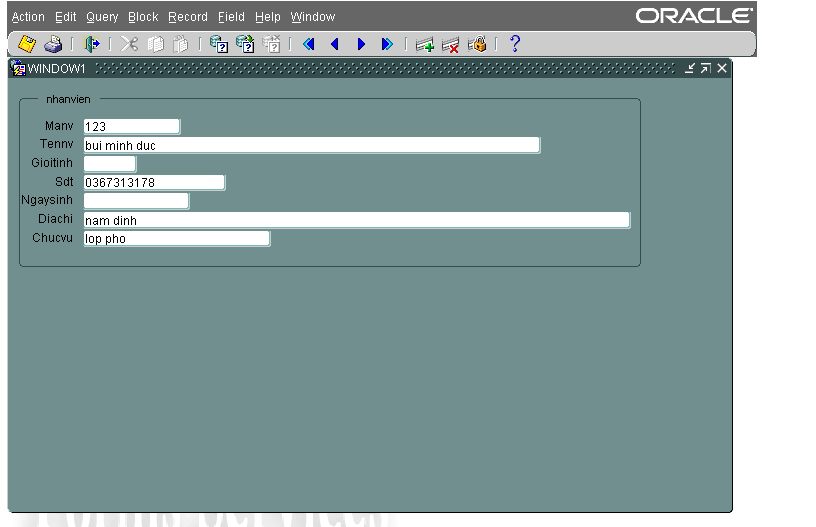 Action Edit Query Block Record Field Help Window
ORACLE
WINDOW1
nhanvien
Manv 123
Tennv bui minh duc
Gioitinh
Sdt 0367313178
Ngaysinh
Diachi nam dinh
Chucvu lop pho